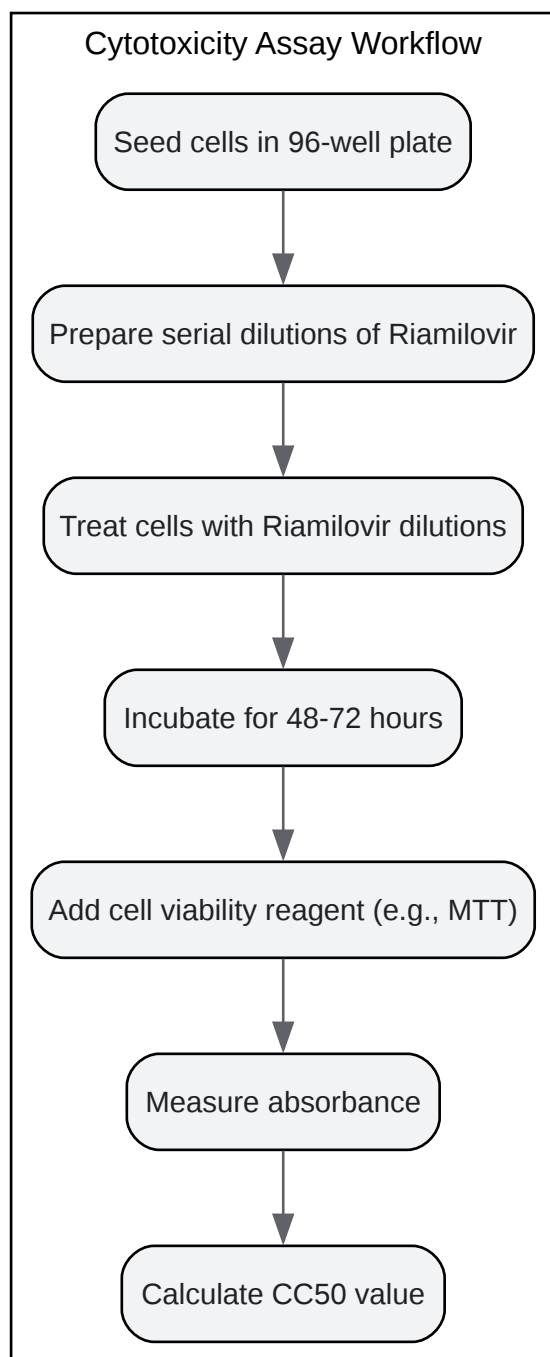 Cytotoxicity Assay Workflow
Seed cells in 96-well plate
Prepare serial dilutions of Riamilovir
Treat cells with Riamilovir dilutions
Incubate for 48-72 hours
Add cell viability reagent (e.g., MTT)
Measure absorbance
Calculate CC50 value